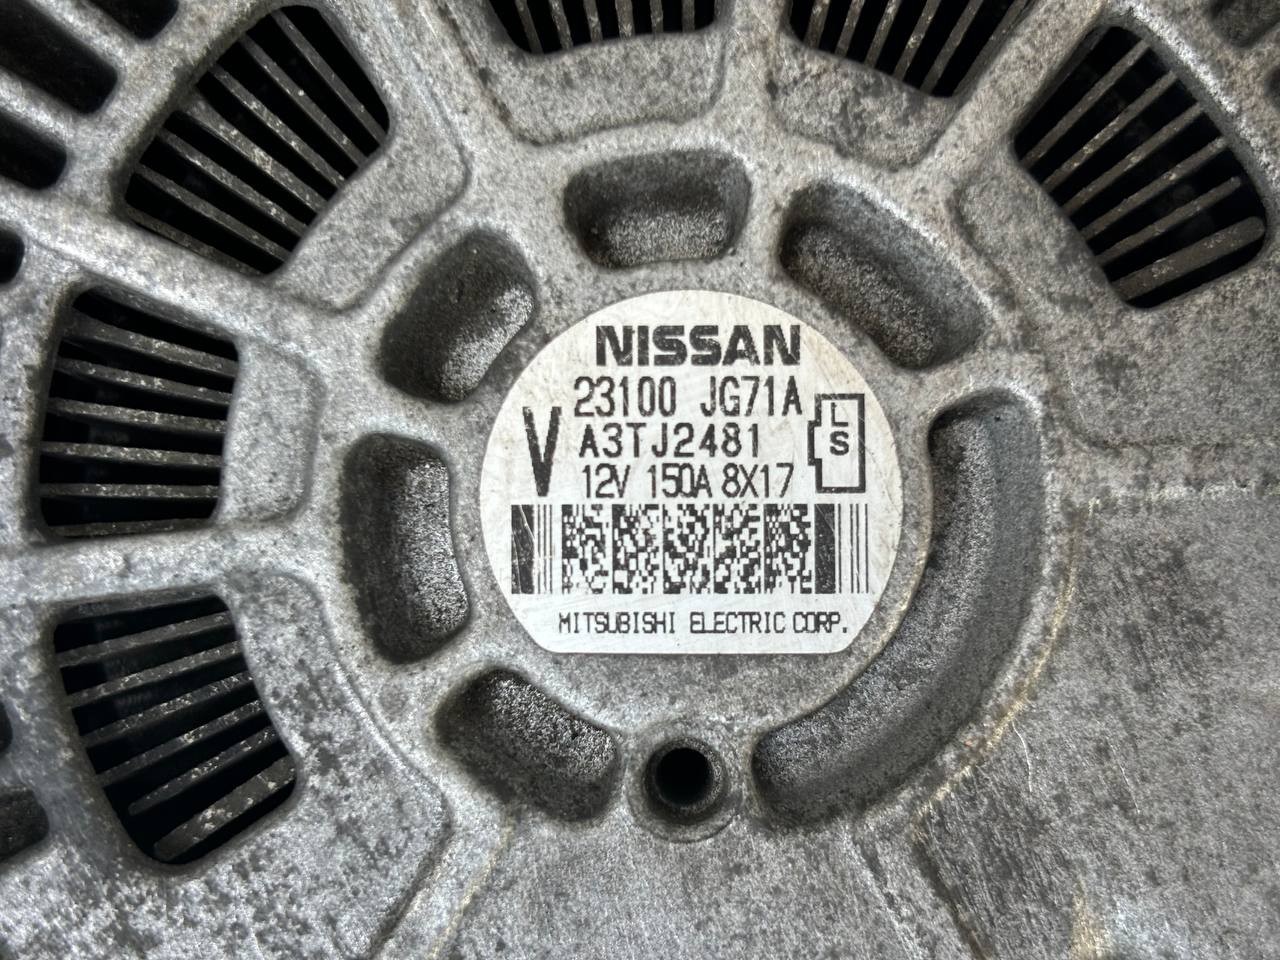 NISSAN
23100 JG71A
V A3TJ2481 L S
12V 150A 8X17
MITSUBISHI ELECTRIC CORP.